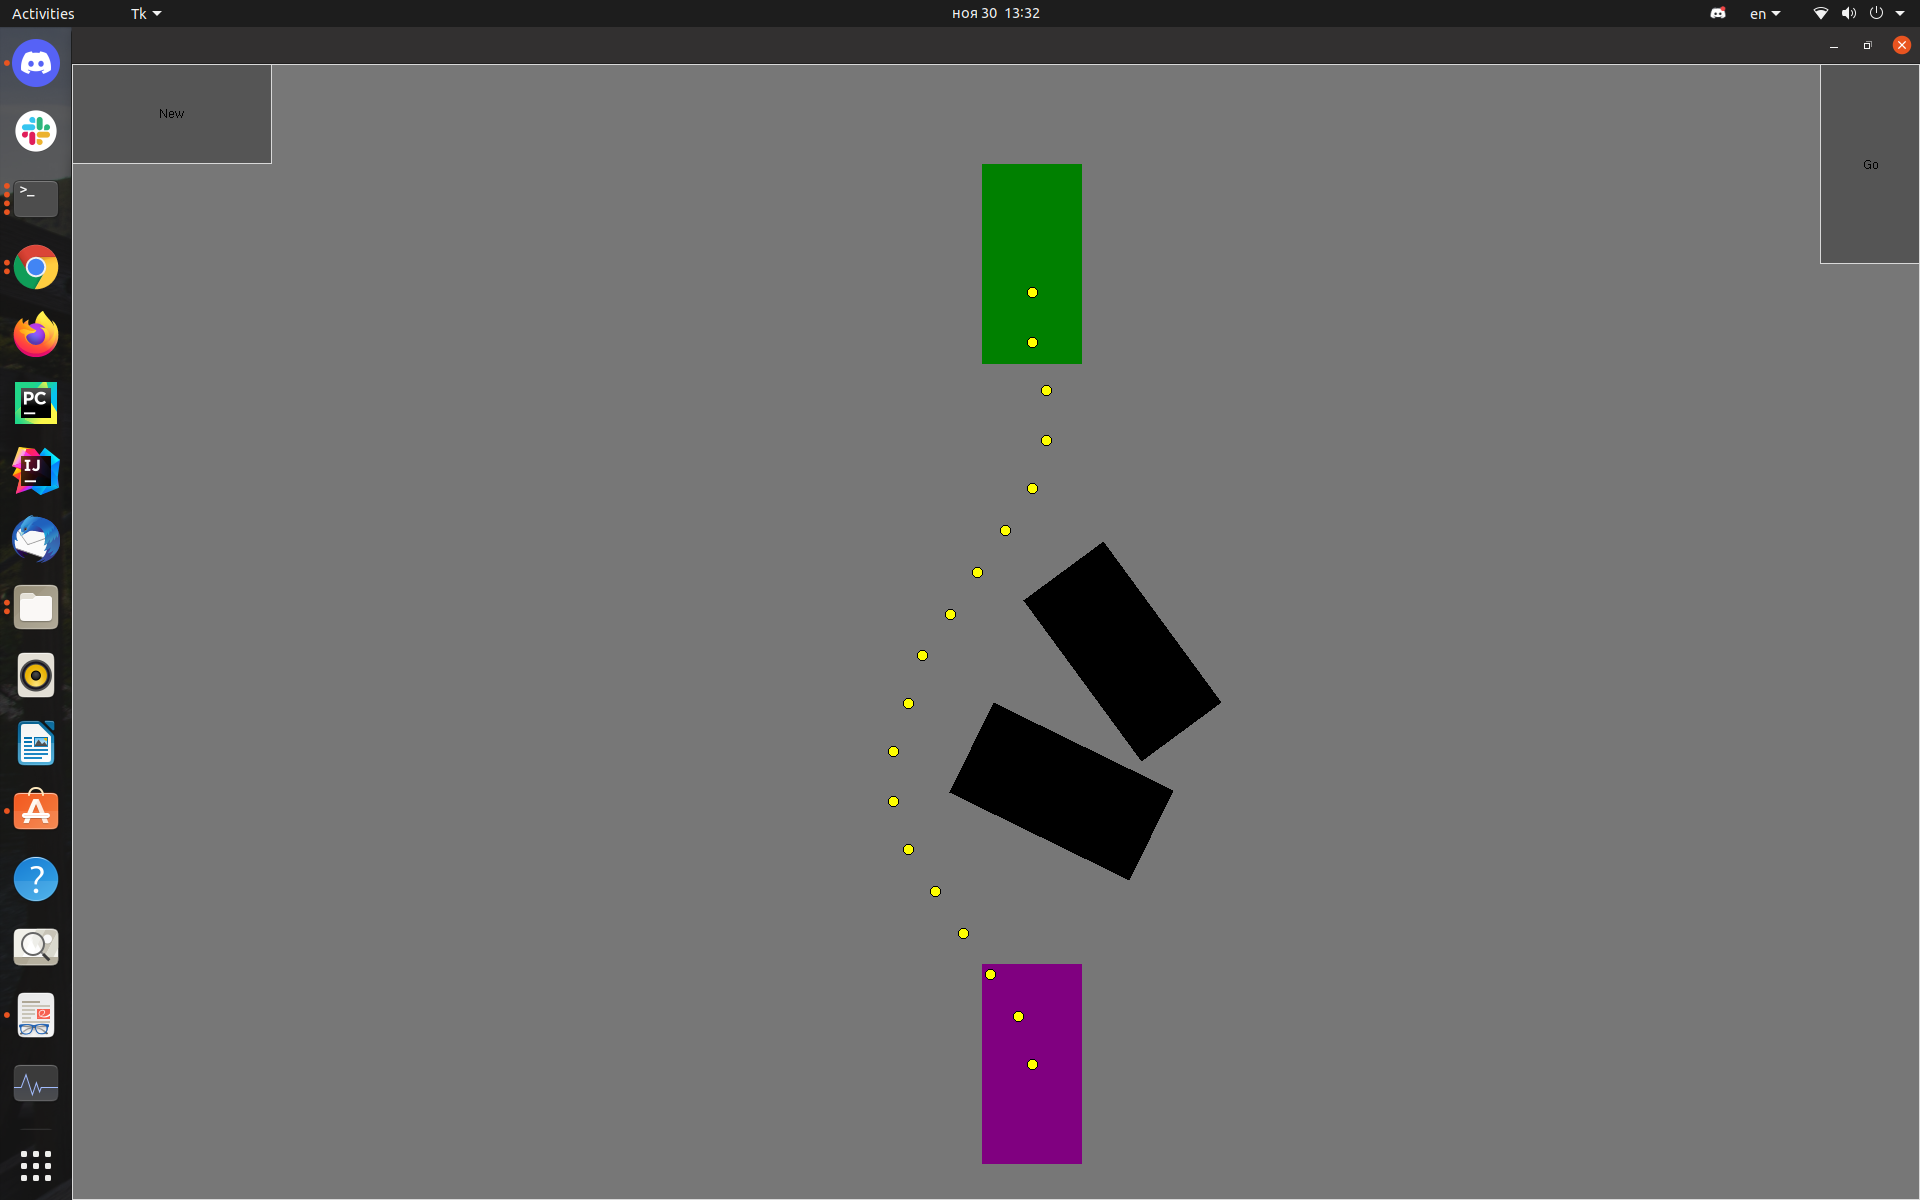 Activities
Tk
ноя 30 13:32
en
New
Go
>_
PC
IJ
?